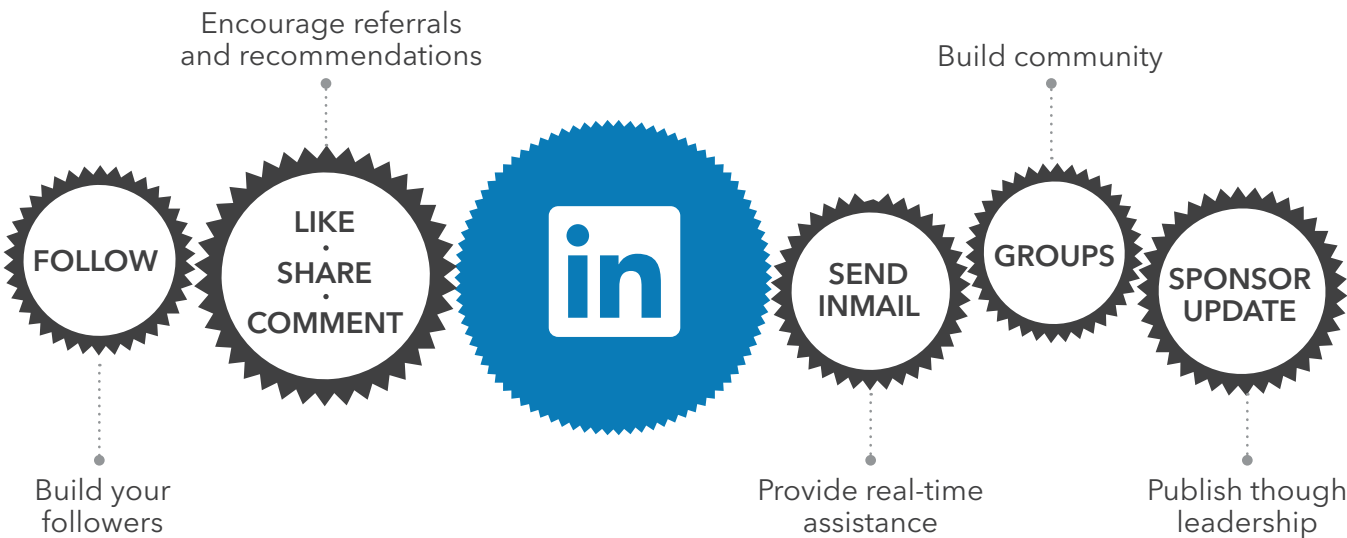 Encourage referrals
and recommendations
Build community
FOLLOW
LIKE
•
SHARE
•
COMMENT
in
SEND
INMAIL
GROUPS
SPONSOR
UPDATE
Build your
followers
Provide real-time
assistance
Publish though
leadership